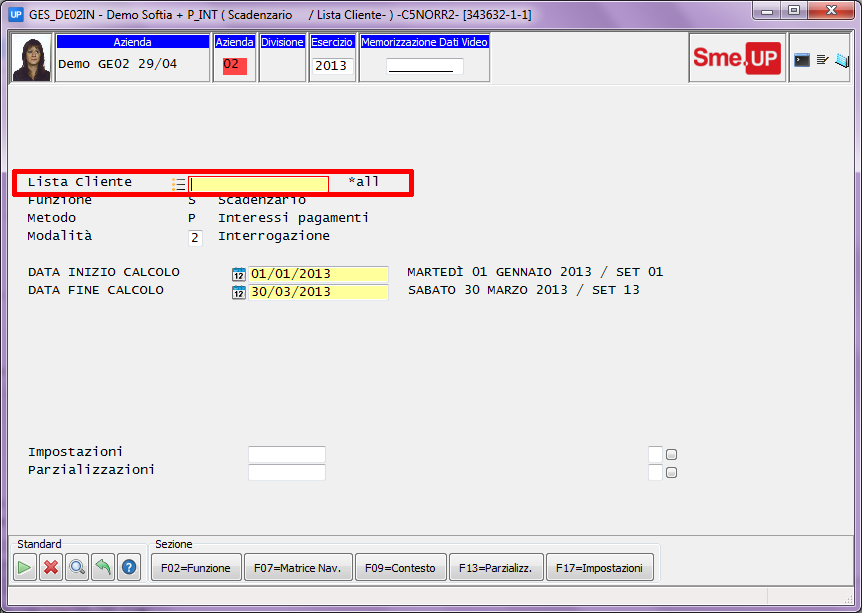 UP GES_DE02IN - Demo Softia + P_INT ( Scadenzario / Lista Cliente- ) -C5NORR2- [343632-1-1]
Azienda Azienda Divisione Esercizio Memorizzazione Dati Video
Demo GE02 29/04 02 2013 Sme.UP
Lista Cliente *all
Funzione S Scadenzario
Metodo P Interessi pagamenti
Modalità 2 Interrogazione
DATA INIZIO CALCOLO 12 01/01/2013 MARTEDÌ 01 GENNAIO 2013 / SET 01
DATA FINE CALCOLO 12 30/03/2013 SABATO 30 MARZO 2013 / SET 13
Impostazioni
Parzializzazioni
Standard Sezione
F02=Funzione F07=Matrice Nav. F09=Contesto F13=Parzializz. F17=Impostazioni